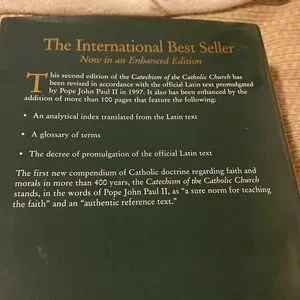 The International Best Seller
Now in an Enhanced Edition
This second edition of the Catechism of the Catholic Church has
been revised in accordance with the official Latin text promulgated
by Pope John Paul II in 1997. It also has been enhanced by the
addition of more than 100 pages that feature the following:
• An analytical index translated from the Latin text
• A glossary of terms
• The decree of promulgation of the official Latin text
The first new compendium of Catholic doctrine regarding faith and
morals in more than 400 years, the Catechism of the Catholic Church
stands, in the words of Pope John Paul II, as “a sure norm for teaching
the faith” and an “authentic reference text.”